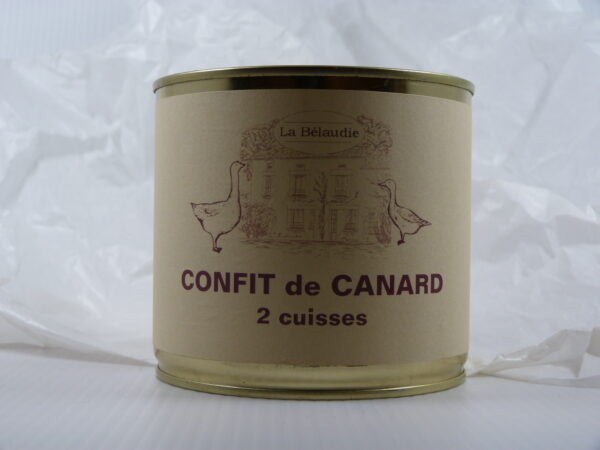 La Bélaudie
CONFIT de CANARD
2 cuisses